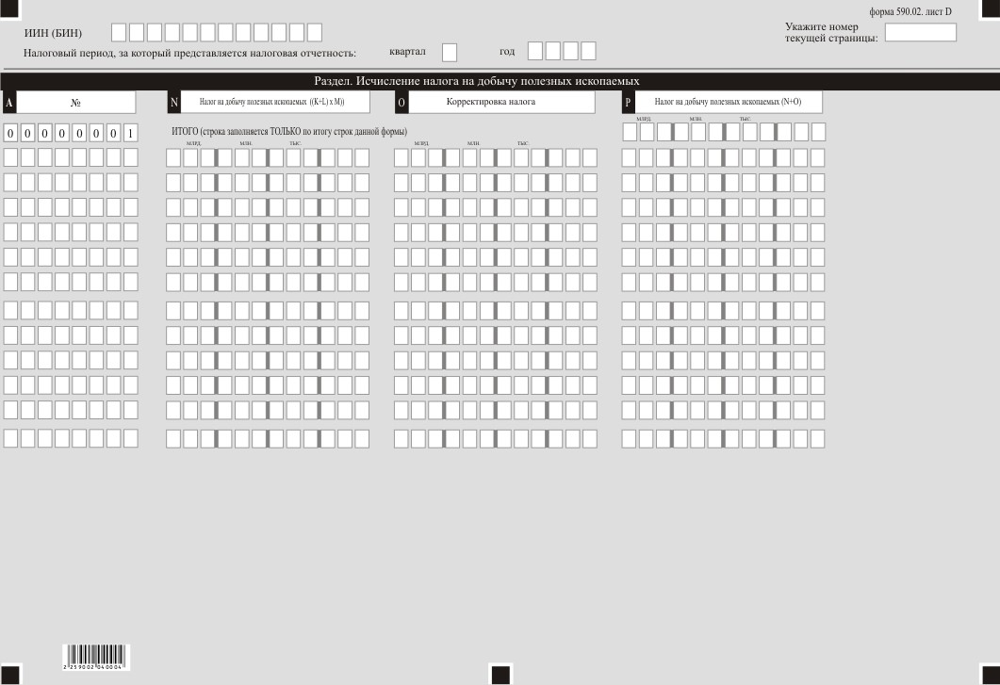 форма 590.02. лист D
ИИН (БИН)
Укажите номер
текущей страницы:
Налоговый период, за который представляется налоговая отчетность:
квартал
год
Раздел. Исчисление налога на добычу полезных ископаемых
A
№
N
Налог на добычу полезных ископаемых ((K+L) x M))
O
Корректировка налога
P
Налог на добычу полезных ископаемых (N+O)
МЛРД. МЛН. ТЫС.
0 0 0 0 0 0 0 1
ИТОГО (строка заполняется ТОЛЬКО по итогу строк данной формы)
МЛРД. МЛН. ТЫС.
МЛРД. МЛН. ТЫС.
2 259002 040004